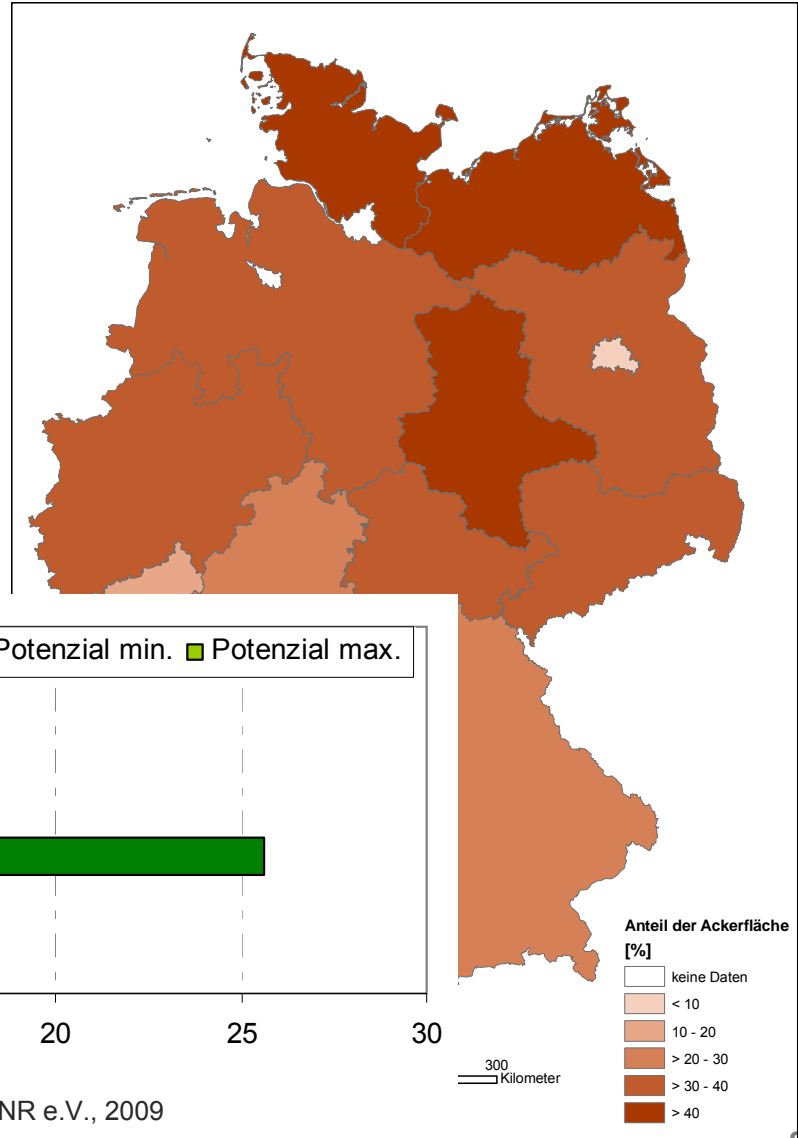 Potenzial min. Potenzial max.
20 25 30
NR e.V., 2009
300
Kilometer
Anteil der Ackerfläche
[%]
keine Daten
< 10
10 - 20
> 20 - 30
> 30 - 40
> 40